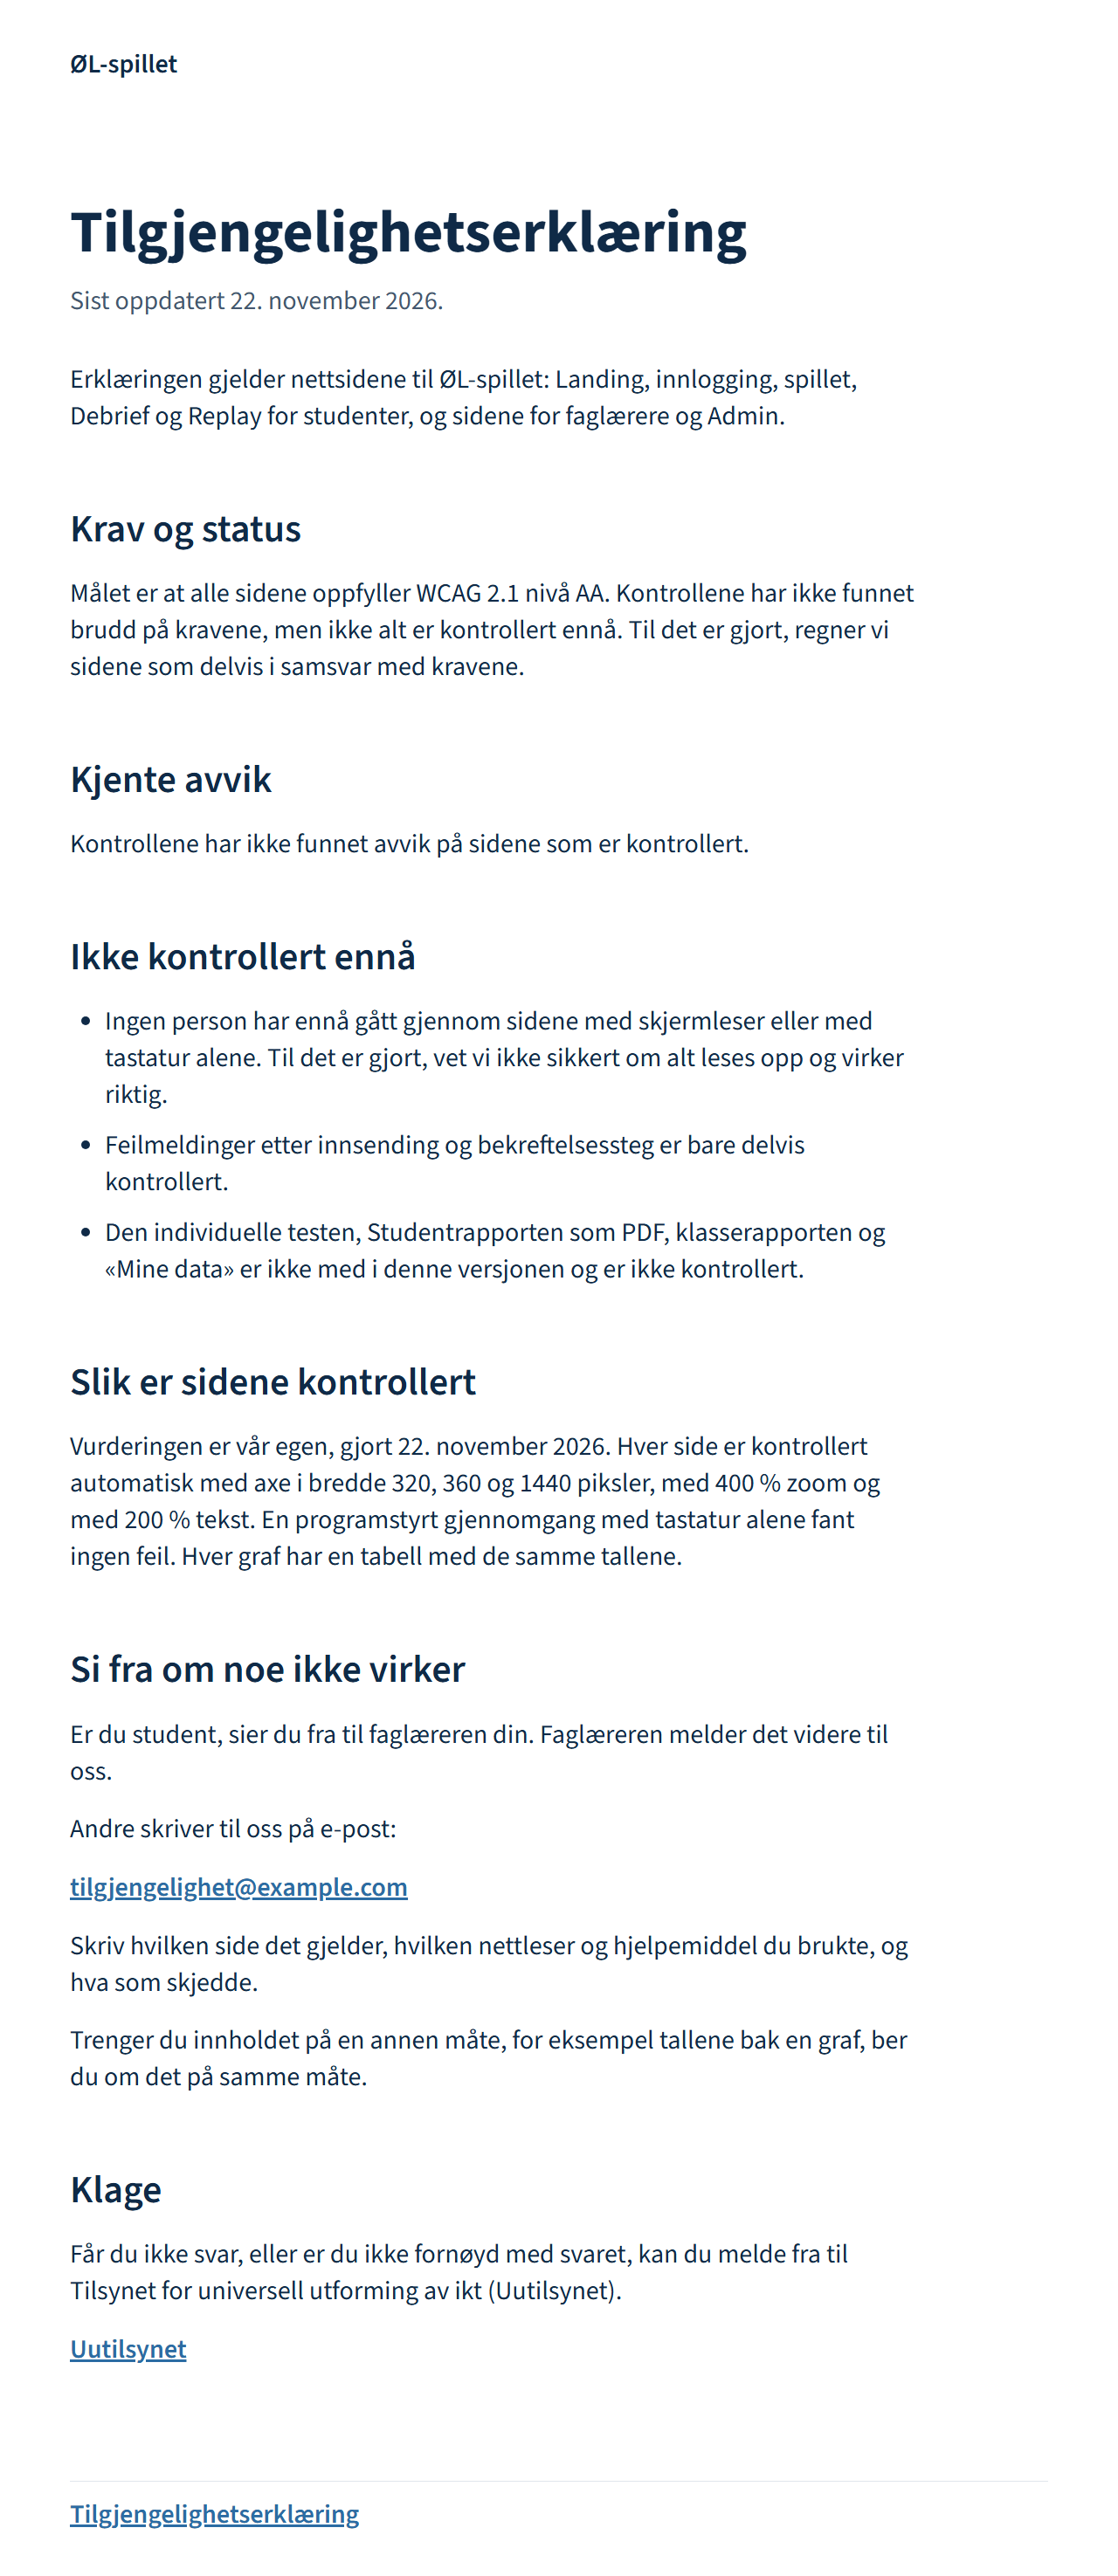 ØL-spillet
Tilgjengelighetserklæring
Sist oppdatert 22. november 2026.
Erklæringen gjelder nettsidene til ØL-spillet: Landing, innlogging, spillet,
Debrief og Replay for studenter, og sidene for faglærere og Admin.
Krav og status
Målet er at alle sidene oppfyller WCAG 2.1 nivå AA. Kontrollene har ikke funnet
brudd på kravene, men ikke alt er kontrollert ennå. Til det er gjort, regner vi
sidene som delvis i samsvar med kravene.
Kjente avvik
Kontrollene har ikke funnet avvik på sidene som er kontrollert.
Ikke kontrollert ennå
• Ingen person har ennå gått gjennom sidene med skjermleser eller med
tastatur alene. Til det er gjort, vet vi ikke sikkert om alt leses opp og virker
riktig.
• Feilmeldinger etter innsending og bekreftelsessteg er bare delvis
kontrollert.
• Den individuelle testen, Studentrapporten som PDF, klasserapporten og
«Mine data» er ikke med i denne versjonen og er ikke kontrollert.
Slik er sidene kontrollert
Vurderingen er vår egen, gjort 22. november 2026. Hver side er kontrollert
automatisk med axe i bredde 320, 360 og 1440 piksler, med 400 % zoom og
med 200 % tekst. En programstyrt gjennomgang med tastatur alene fant
ingen feil. Hver graf har en tabell med de samme tallene.
Si fra om noe ikke virker
Er du student, sier du fra til faglæreren din. Faglæreren melder det videre til
oss.
Andre skriver til oss på e-post:
tilgjengelighet@example.com
Skriv hvilken side det gjelder, hvilken nettleser og hjelpemiddel du brukte, og
hva som skjedde.
Trenger du innholdet på en annen måte, for eksempel tallene bak en graf, ber
du om det på samme måte.
Klage
Får du ikke svar, eller er du ikke fornøyd med svaret, kan du melde fra til
Tilsynet for universell utforming av ikt (Uutilsynet).
Uutilsynet
Tilgjengelighetserklæring